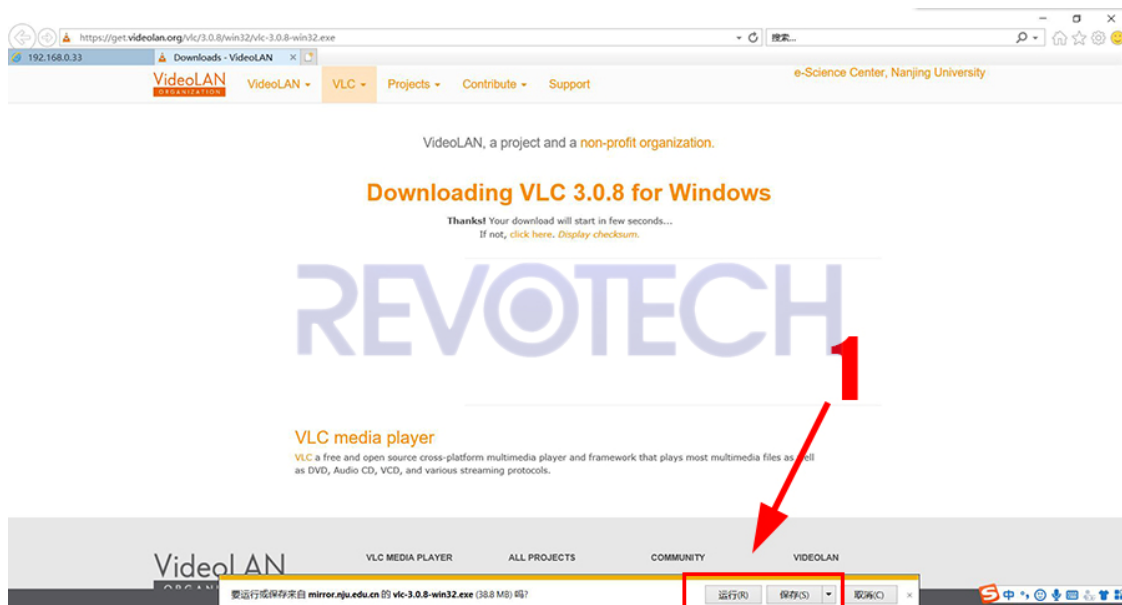 https://get.videolan.org/vlc/3.0.8/win32/vlc-3.0.8-win32.exe
搜索...
192.168.0.33
Downloads - VideoLAN
VideoLAN
ORGANIZATION
VideoLAN
VLC
Projects
Contribute
Support
e-Science Center, Nanjing University
VideoLAN, a project and a non-profit organization.
Downloading VLC 3.0.8 for Windows
Thanks! Your download will start in few seconds...
If not, click here. Display checksum.
REVOTECH
1
VLC media player
VLC a free and open source cross-platform multimedia player and framework that plays most multimedia files as well
as DVD, Audio CD, VCD, and various streaming protocols.
VideoLAN
VLC MEDIA PLAYER
ALL PROJECTS
COMMUNITY
VIDEOLAN
要运行或保存来自 mirror.nju.edu.cn 的 vlc-3.0.8-win32.exe (38.8 MB) 吗?
运行(R)
保存(S)
取消(C)
中